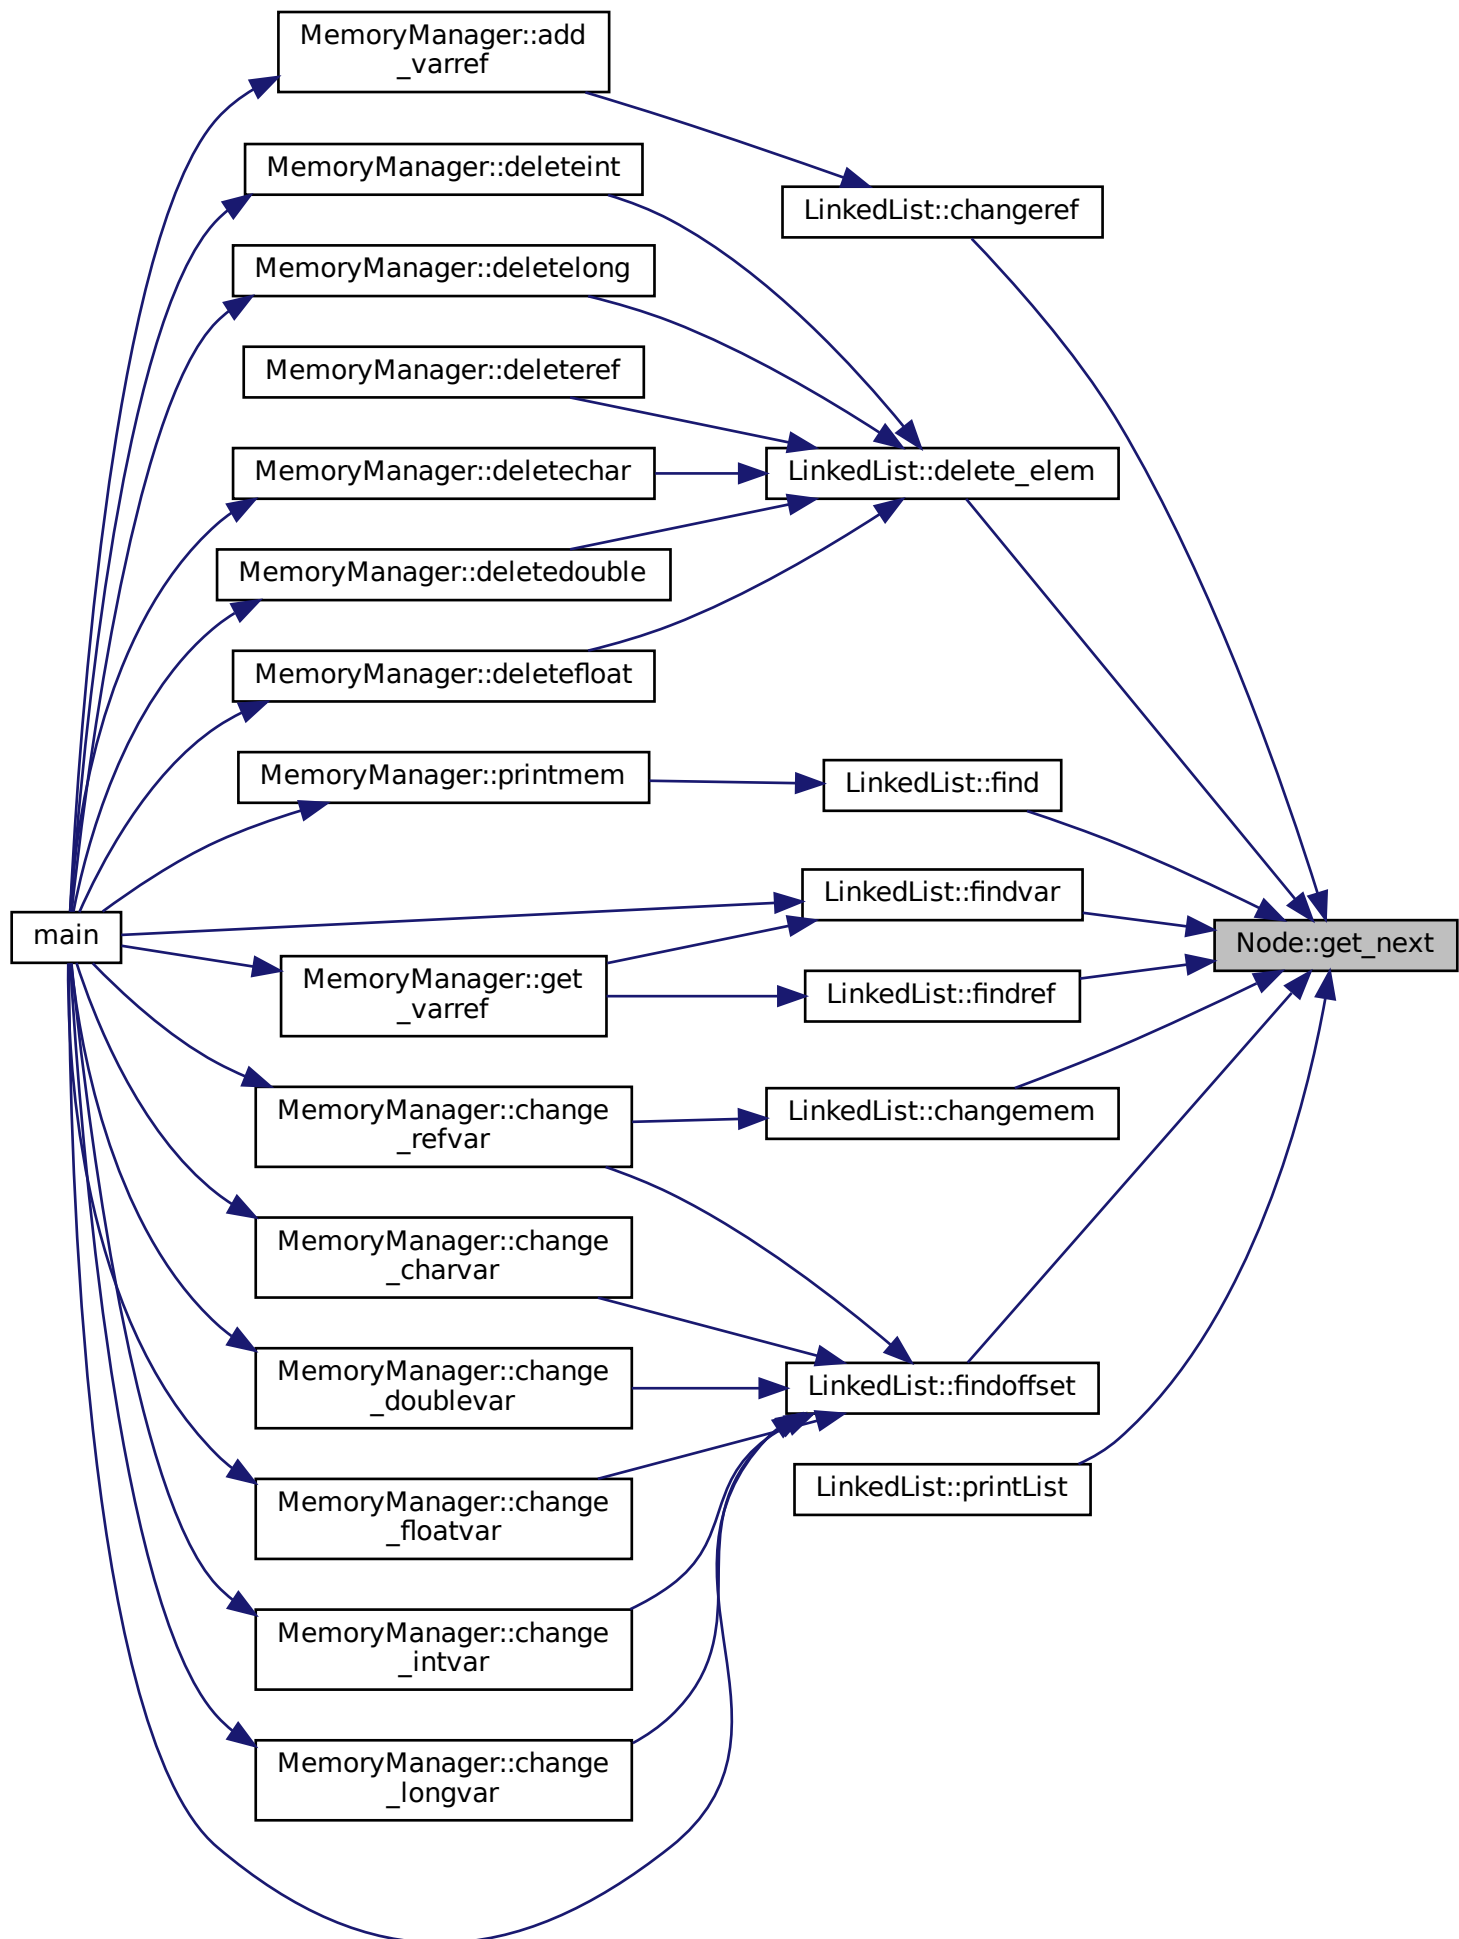 MemoryManager::add
_varref
MemoryManager::deleteint
LinkedList::changeref
MemoryManager::deletelong
MemoryManager::deleteref
MemoryManager::deletechar
LinkedList::delete_elem
MemoryManager::deletedouble
MemoryManager::deletefloat
MemoryManager::printmem
LinkedList::find
LinkedList::findvar
main
Node::get_next
MemoryManager::get
_varref
LinkedList::findref
MemoryManager::change
_refvar
LinkedList::changemem
MemoryManager::change
_charvar
MemoryManager::change
_doublevar
LinkedList::findoffset
LinkedList::printList
MemoryManager::change
_floatvar
MemoryManager::change
_intvar
MemoryManager::change
_longvar